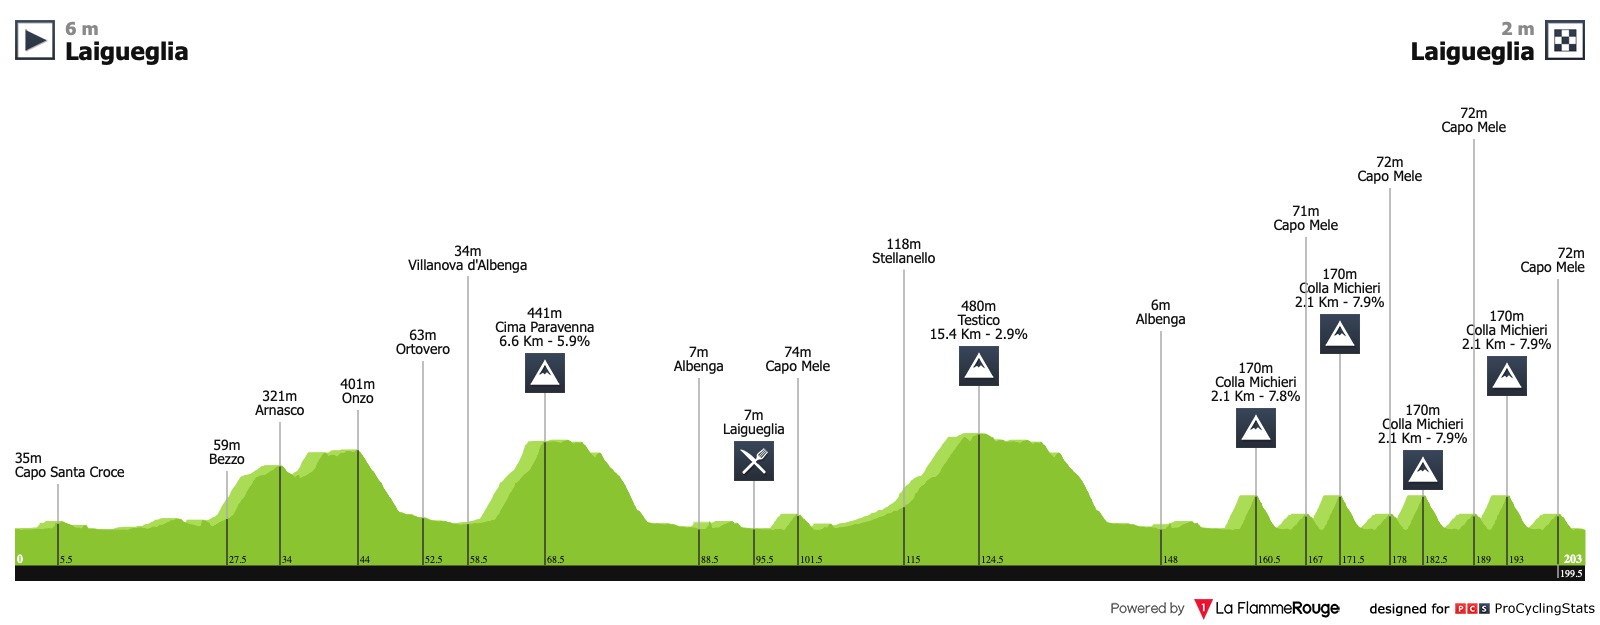 6 m
Laigueglia
2 m
Laigueglia
35m
Capo Santa Croce
59m
Bezzo
321m
Arnasco
401m
Onzo
63m
Ortovero
34m
Villanova d'Albenga
441m
Cima Paravenna
6.6 Km - 5.9%
7m
Albenga
7m
Laigueglia
74m
Capo Mele
118m
Stellanello
480m
Testico
15.4 Km - 2.9%
6m
Albenga
170m
Colla Michieri
2.1 Km - 7.8%
71m
Capo Mele
170m
Colla Michieri
2.1 Km - 7.9%
72m
Capo Mele
170m
Colla Michieri
2.1 Km - 7.9%
72m
Capo Mele
170m
Colla Michieri
2.1 Km - 7.9%
72m
Capo Mele
0 5.5 27.5 34 44 52.5 58.5 68.5 88.5 95.5 101.5 115 124.5 148 160.5 167 171.5 178 182.5 189 193 203
199.5
Powered by 1 La FlammeRouge designed for PCS ProCyclingStats